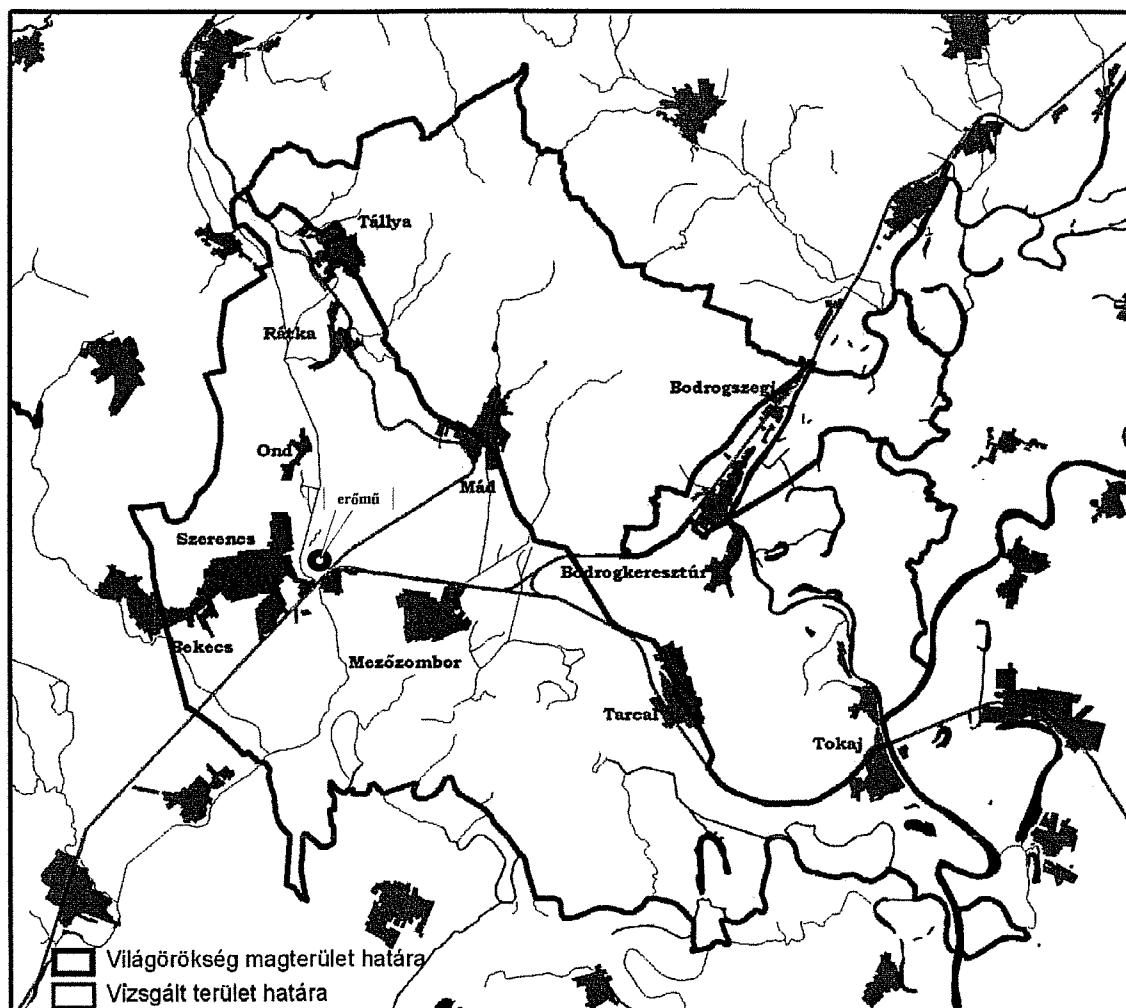 Tállya
Rátka
Bodrogszegi
Ond
Mád
erőmű
Szerencs
Bodrogkeresztúr
Bekecs
Mezőzombor
Tarcal
Tokaj
Világörökség magterület határa
Vizsgált terület határa